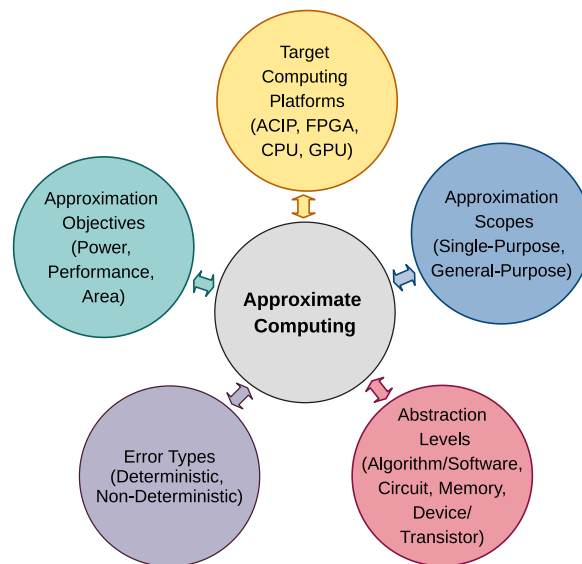 Target
Computing
Platforms
(ACIP, FPGA,
CPU, GPU)
Approximation
Objectives
(Power,
Performance,
Area)
Approximation
Scopes
(Single-Purpose,
General-Purpose)
Approximate
Computing
Error Types
(Deterministic,
Non-Deterministic)
Abstraction
Levels
(Algorithm/Software,
Circuit, Memory,
Device/
Transistor)